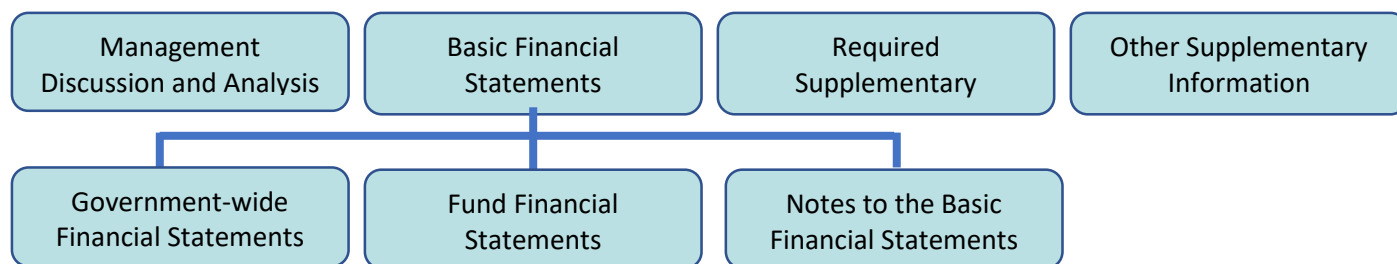 Management
Discussion and Analysis
Basic Financial
Statements
Required
Supplementary
Other Supplementary
Information
Government-wide
Financial Statements
Fund Financial
Statements
Notes to the Basic
Financial Statements